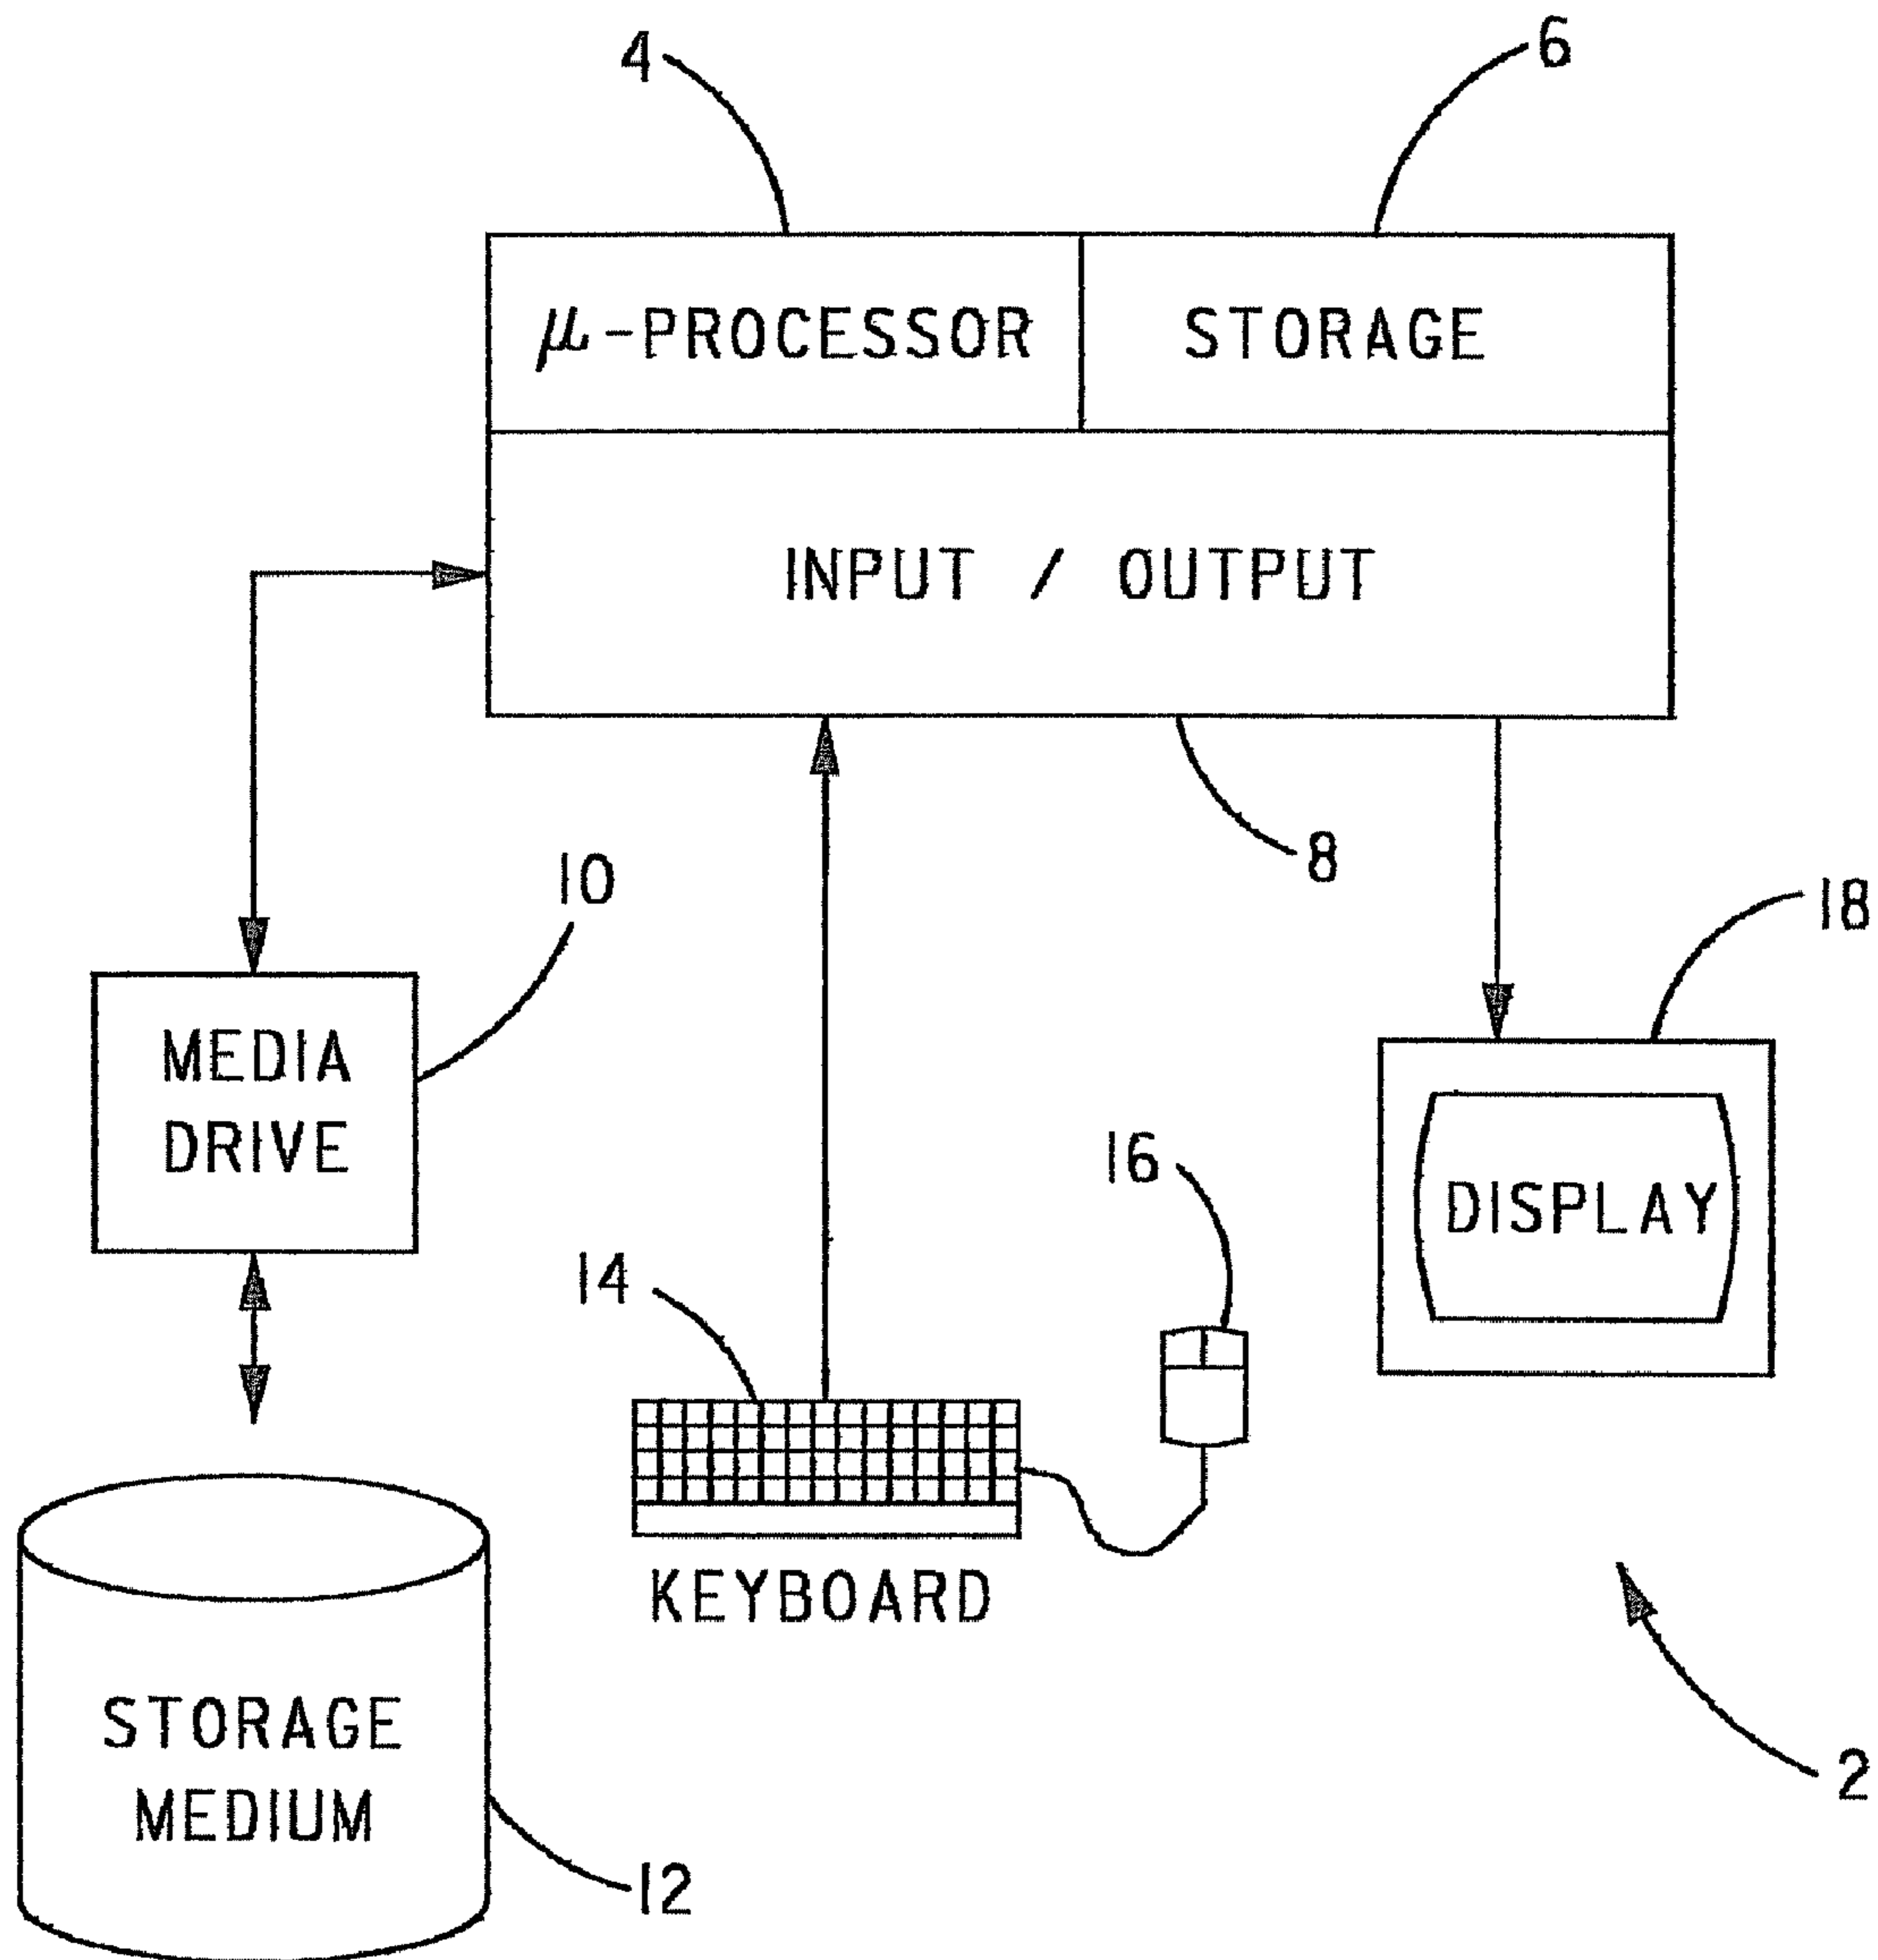 4
6
μ-PROCESSOR
STORAGE
INPUT / OUTPUT
8
10
18
MEDIA
DRIVE
DISPLAY
16
14
KEYBOARD
STORAGE
MEDIUM
2
12